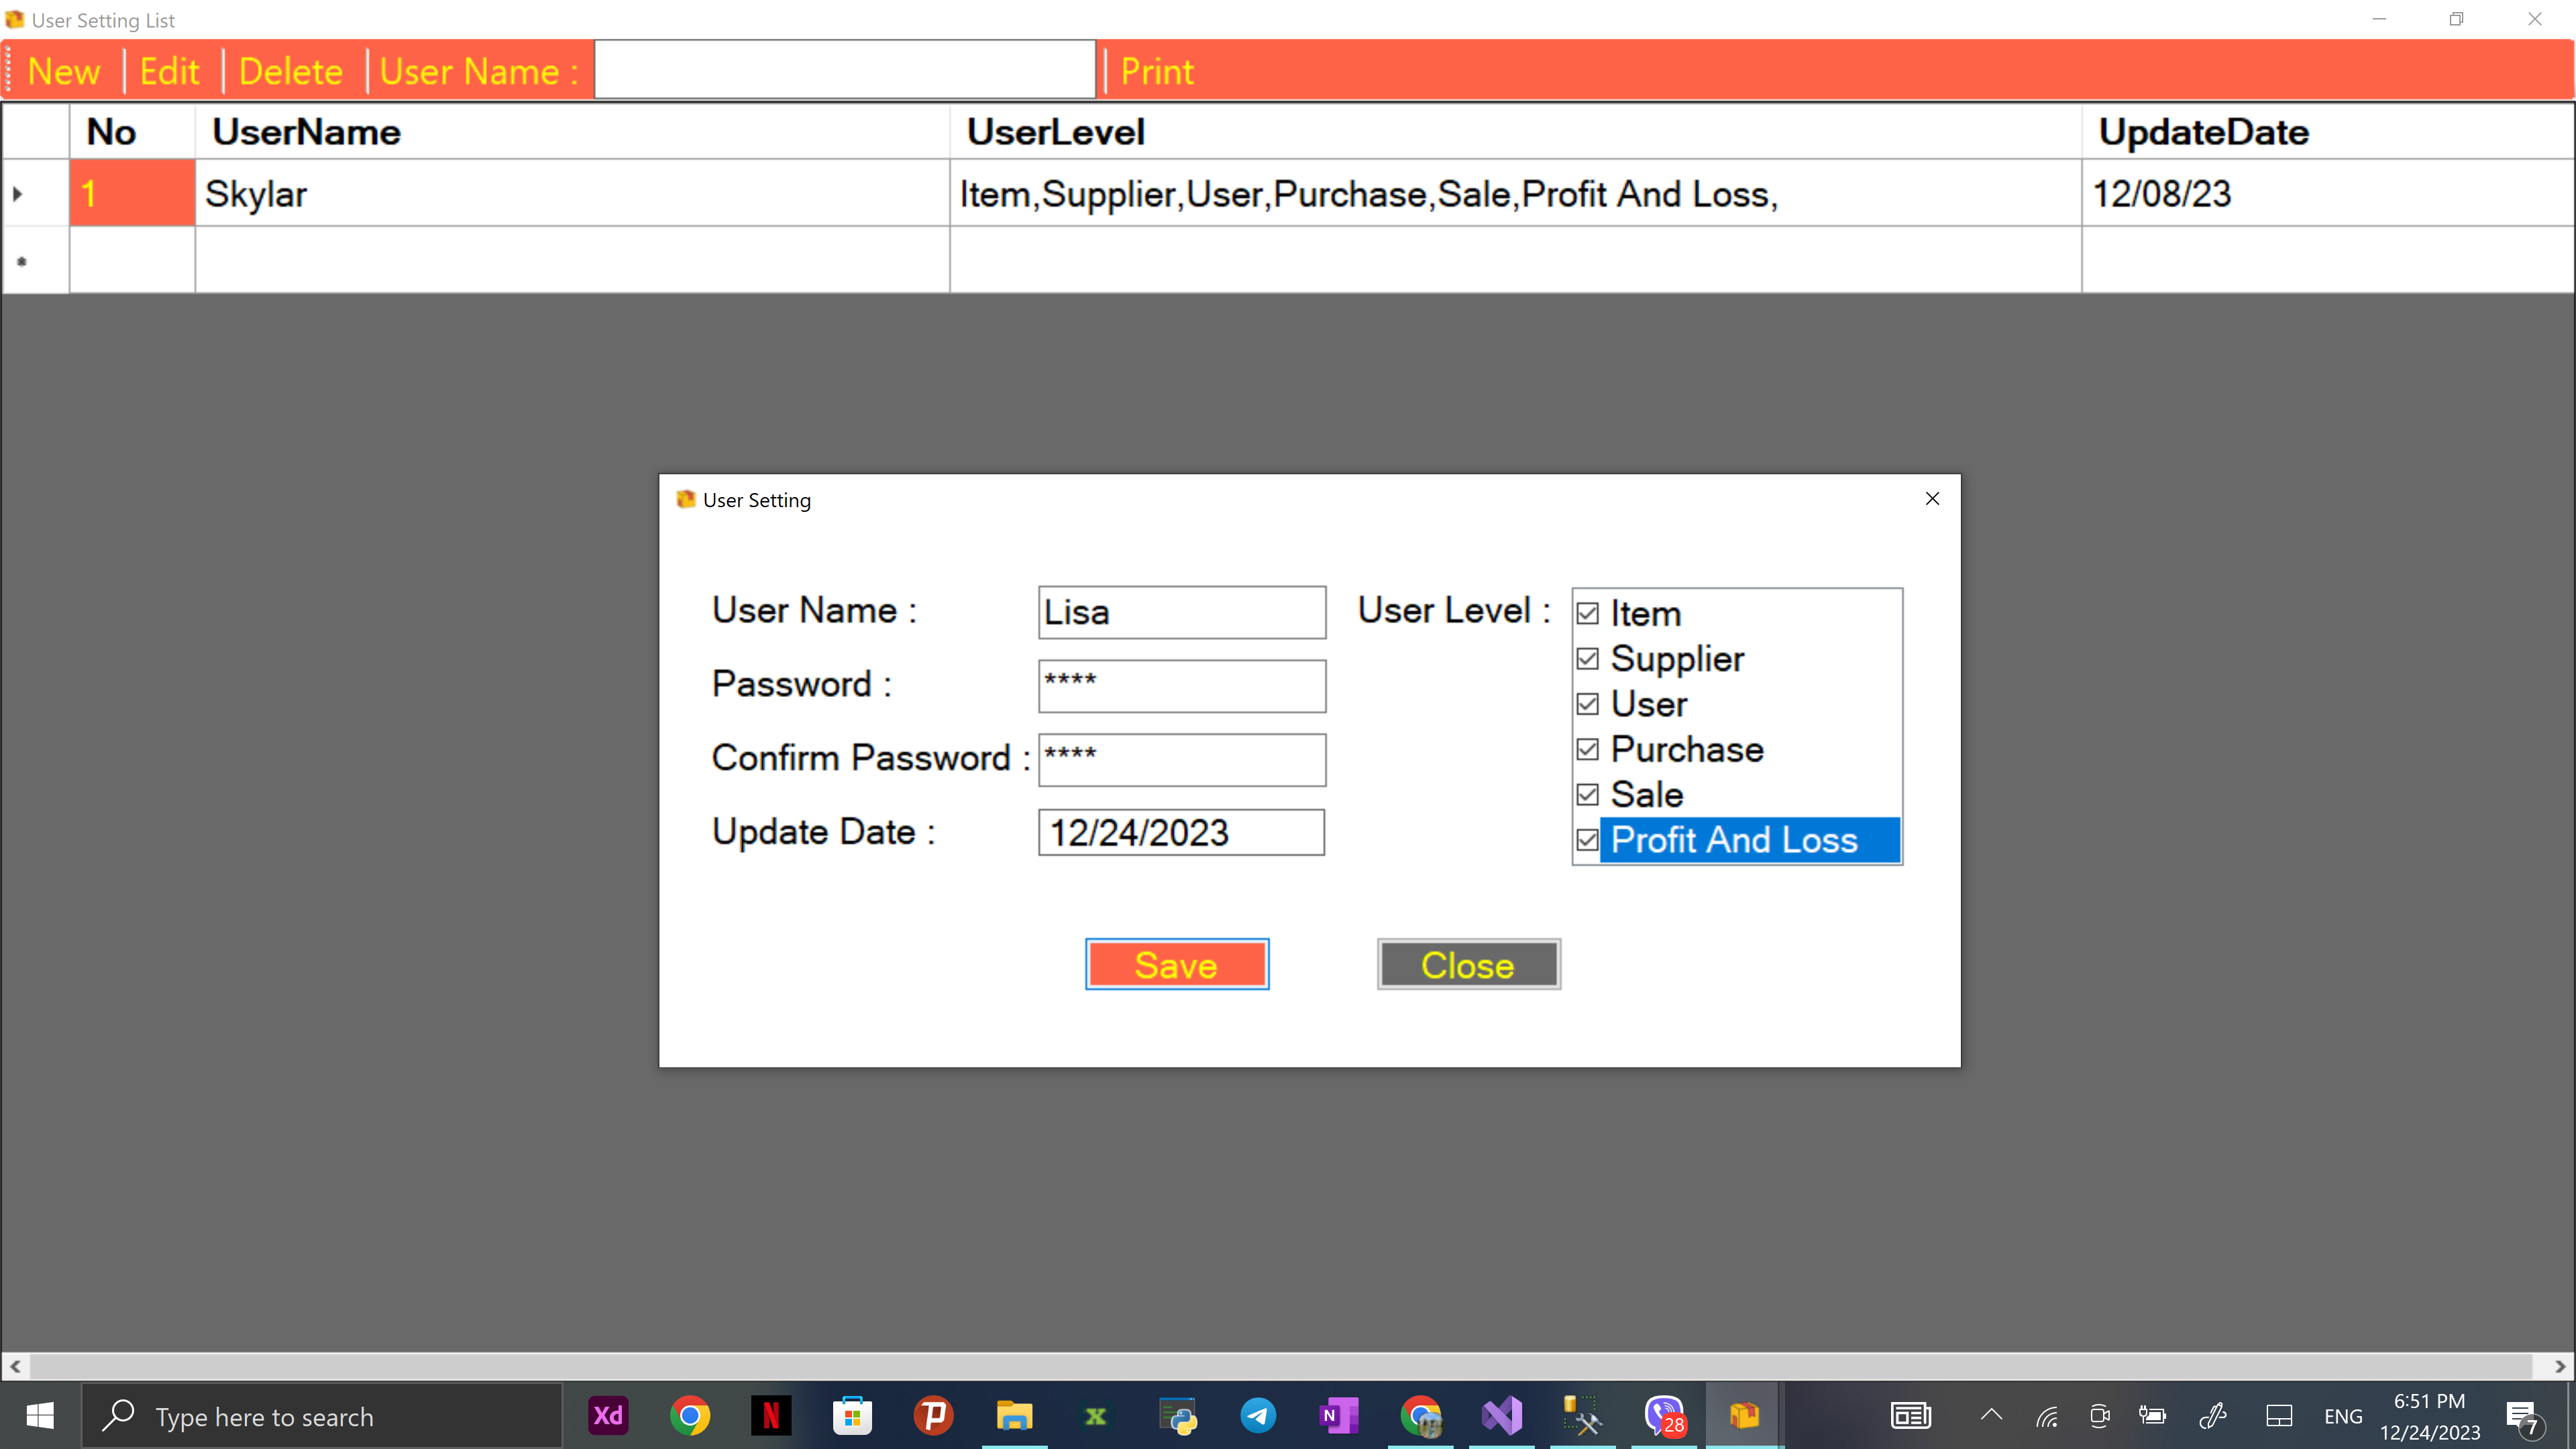 User Setting List
New Edit Delete User Name : Print
No UserName UserLevel UpdateDate
1 Skylar Item,Supplier,User,Purchase,Sale,Profit And Loss, 12/08/23
User Setting
User Name : Lisa User Level : Item
Supplier
Password : ****
User
Purchase
Confirm Password : ****
Sale
Update Date : 12/24/2023 Profit And Loss
Save Close
Type here to search
Xd
N
P
X
N
28
ENG
6:51 PM
12/24/2023
7